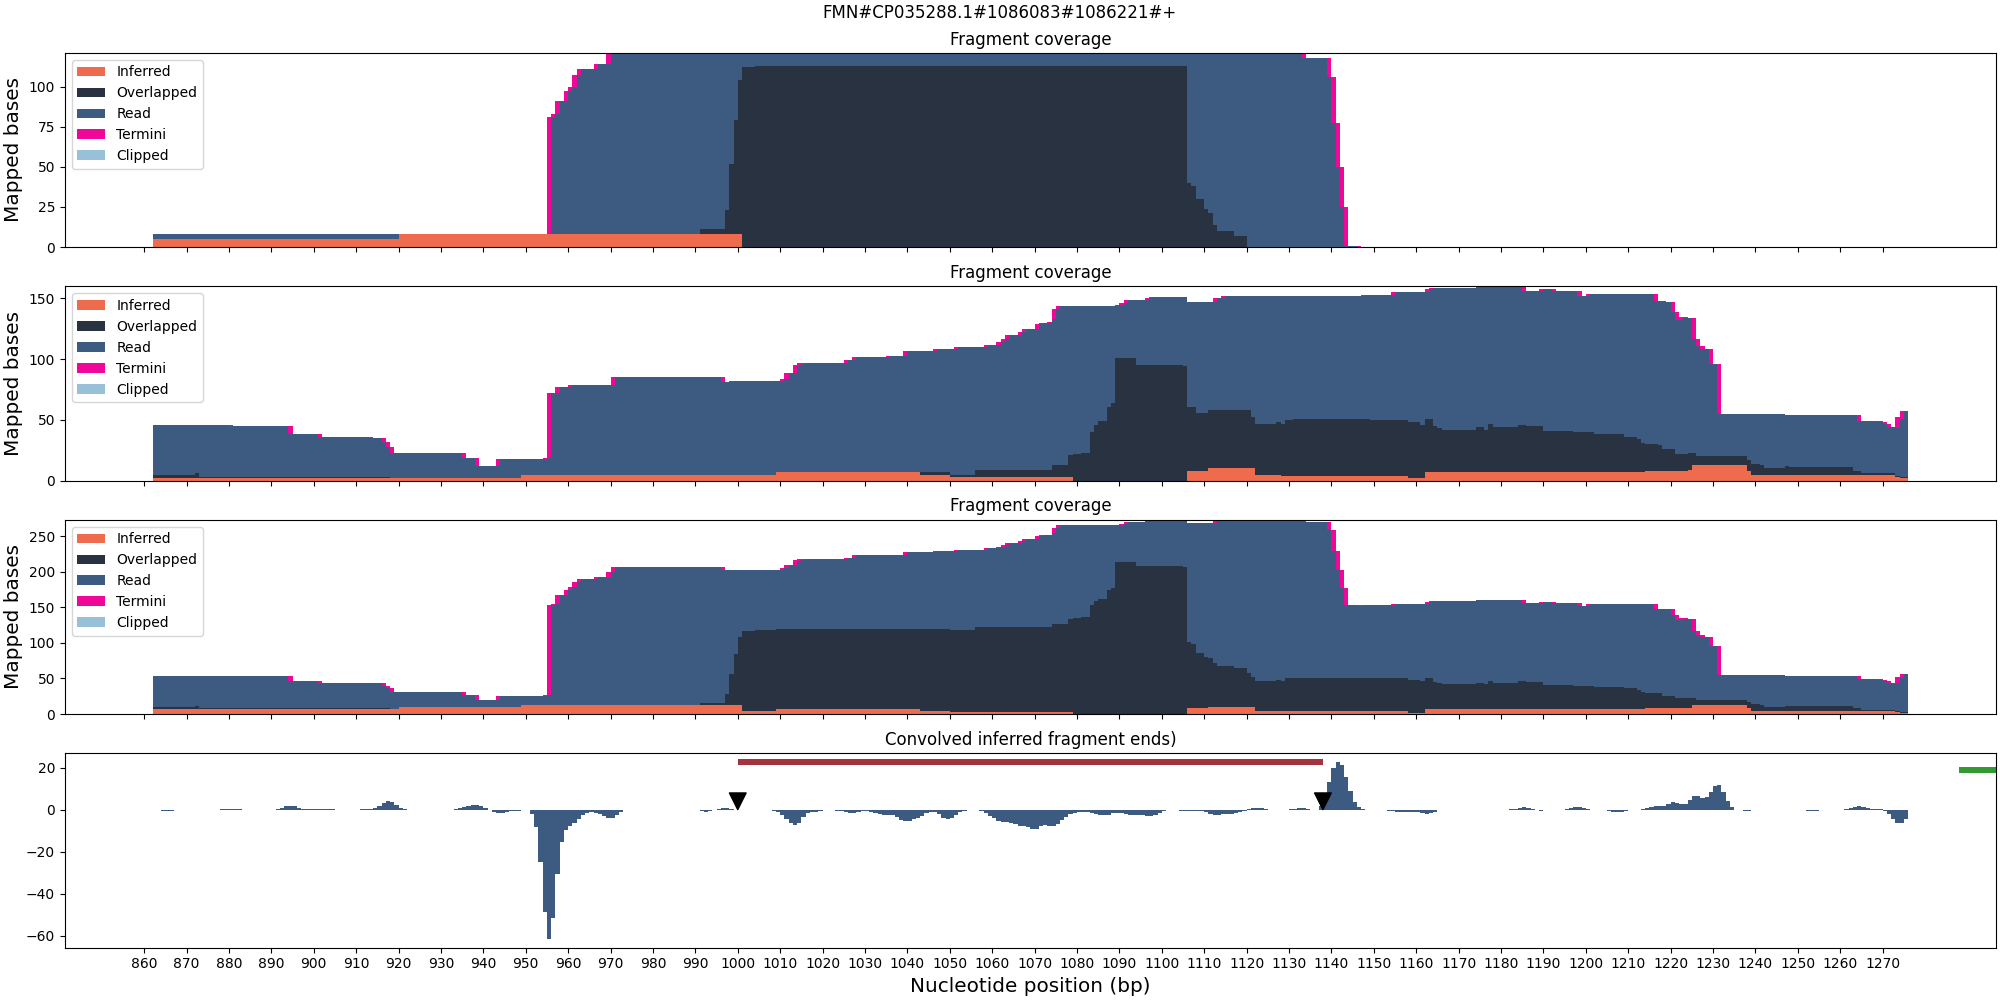 FMN#CP035288.1#1086083#1086221#+
Fragment coverage
Mapped bases
100
75
50
25
0
Inferred
Overlapped
Read
Termini
Clipped
Fragment coverage
Mapped bases
150
100
50
0
Inferred
Overlapped
Read
Termini
Clipped
Fragment coverage
Mapped bases
250
200
150
100
50
0
Inferred
Overlapped
Read
Termini
Clipped
Convolved inferred fragment ends)
20
0
−20
−40
−60
860 870 880 890 900 910 920 930 940 950 960 970 980 990 1000 1010 1020 1030 1040 1050 1060 1070 1080 1090 1100 1110 1120 1130 1140 1150 1160 1170 1180 1190 1200 1210 1220 1230 1240 1250 1260 1270
Nucleotide position (bp)